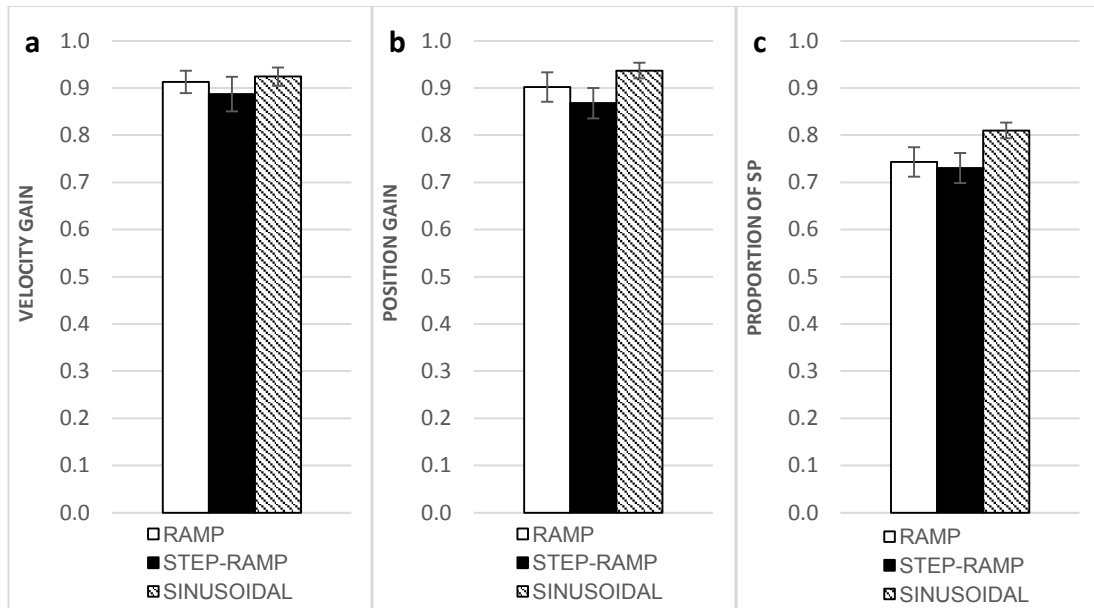 a
1.0
0.9
0.8
0.7
0.6
0.5
0.4
0.3
0.2
0.1
0.0
VELOCITY GAIN
RAMP
STEP-RAMP
SINUSOIDAL
b
1.0
0.9
0.8
0.7
0.6
0.5
0.4
0.3
0.2
0.1
0.0
POSITION GAIN
RAMP
STEP-RAMP
SINUSOIDAL
c
1.0
0.9
0.8
0.7
0.6
0.5
0.4
0.3
0.2
0.1
0.0
PROPORTION OF SP
RAMP
STEP-RAMP
SINUSOIDAL